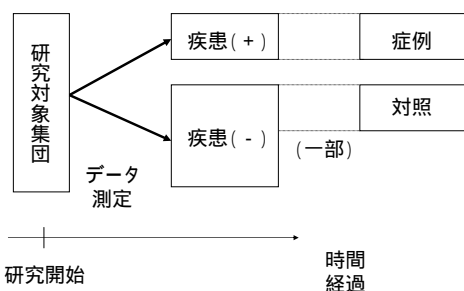 研究対象集団
疾患( + )
症例
疾患( - )
対照
(一部)
データ
測定
研究開始
時間
経過